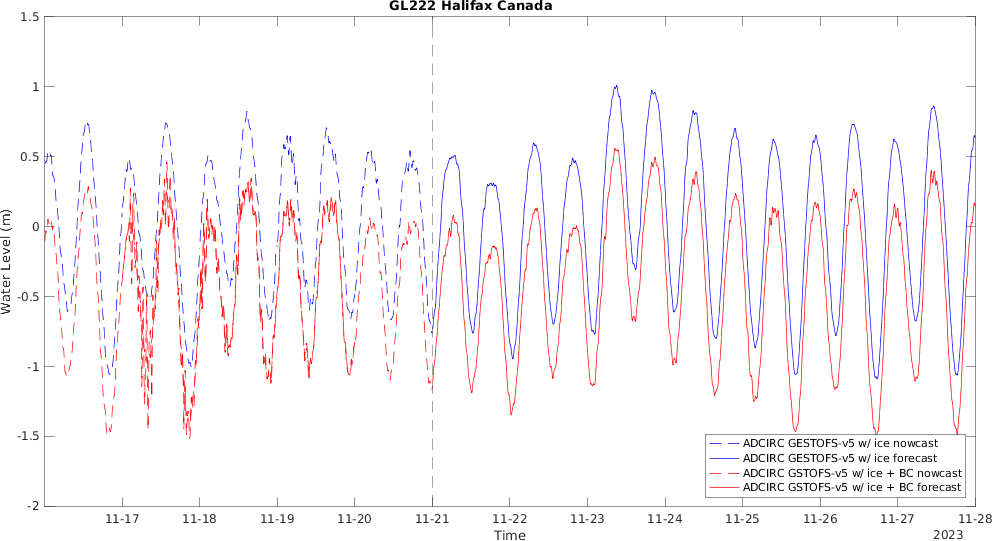 GL222 Halifax Canada
1.5
1
0.5
0
-0.5
-1
-1.5
-2
Water Level (m)
ADCIRC GESTOFS-v5 w/ ice nowcast
ADCIRC GESTOFS-v5 w/ ice forecast
ADCIRC GSTOFS-v5 w/ ice + BC nowcast
ADCIRC GSTOFS-v5 w/ ice + BC forecast
11-17 11-18 11-19 11-20 11-21 11-22 11-23 11-24 11-25 11-26 11-27 11-28
Time
2023